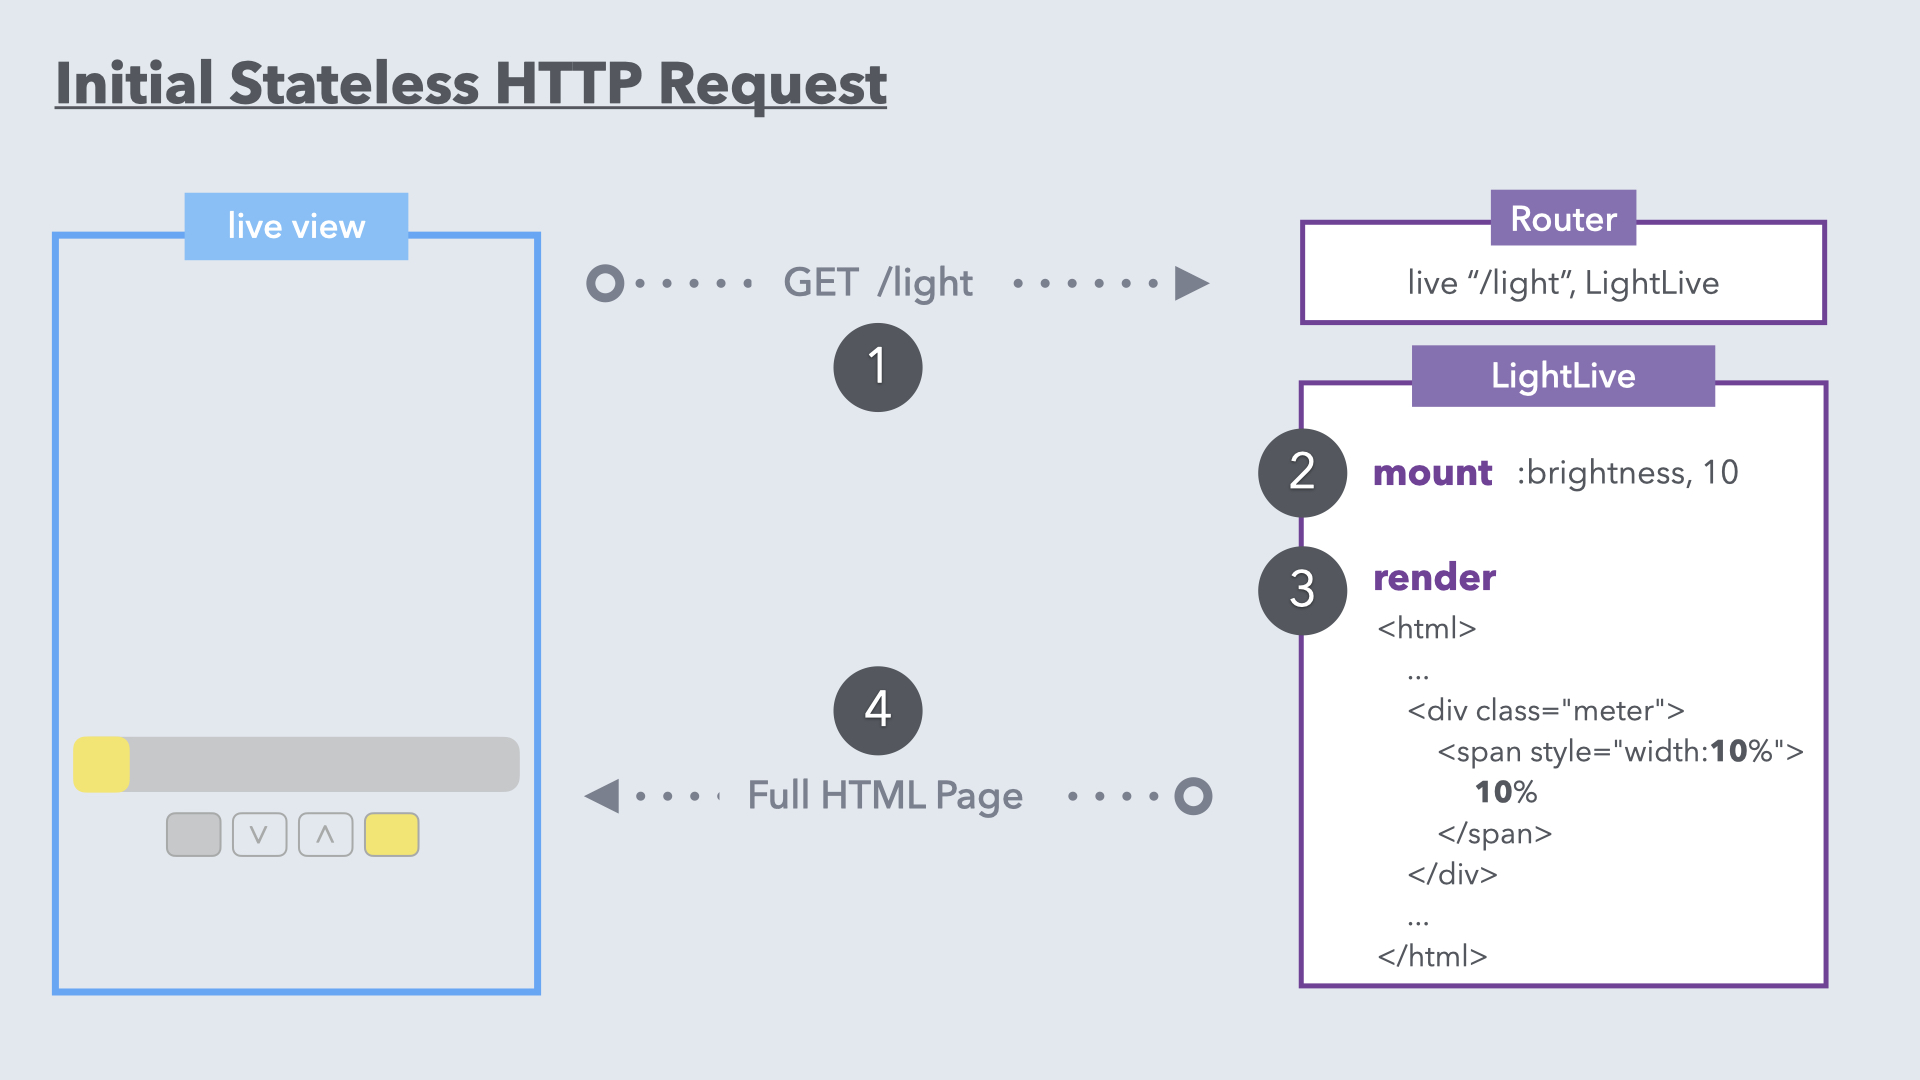 Initial Stateless HTTP Request
live view
GET /light
1
4
Full HTML Page
Router
live “/light”, LightLive
LightLive
2
mount :brightness, 10
3
render
<html>
...
<div class="meter">
<span style="width:10%">
10%
</span>
</div>
...
</html>